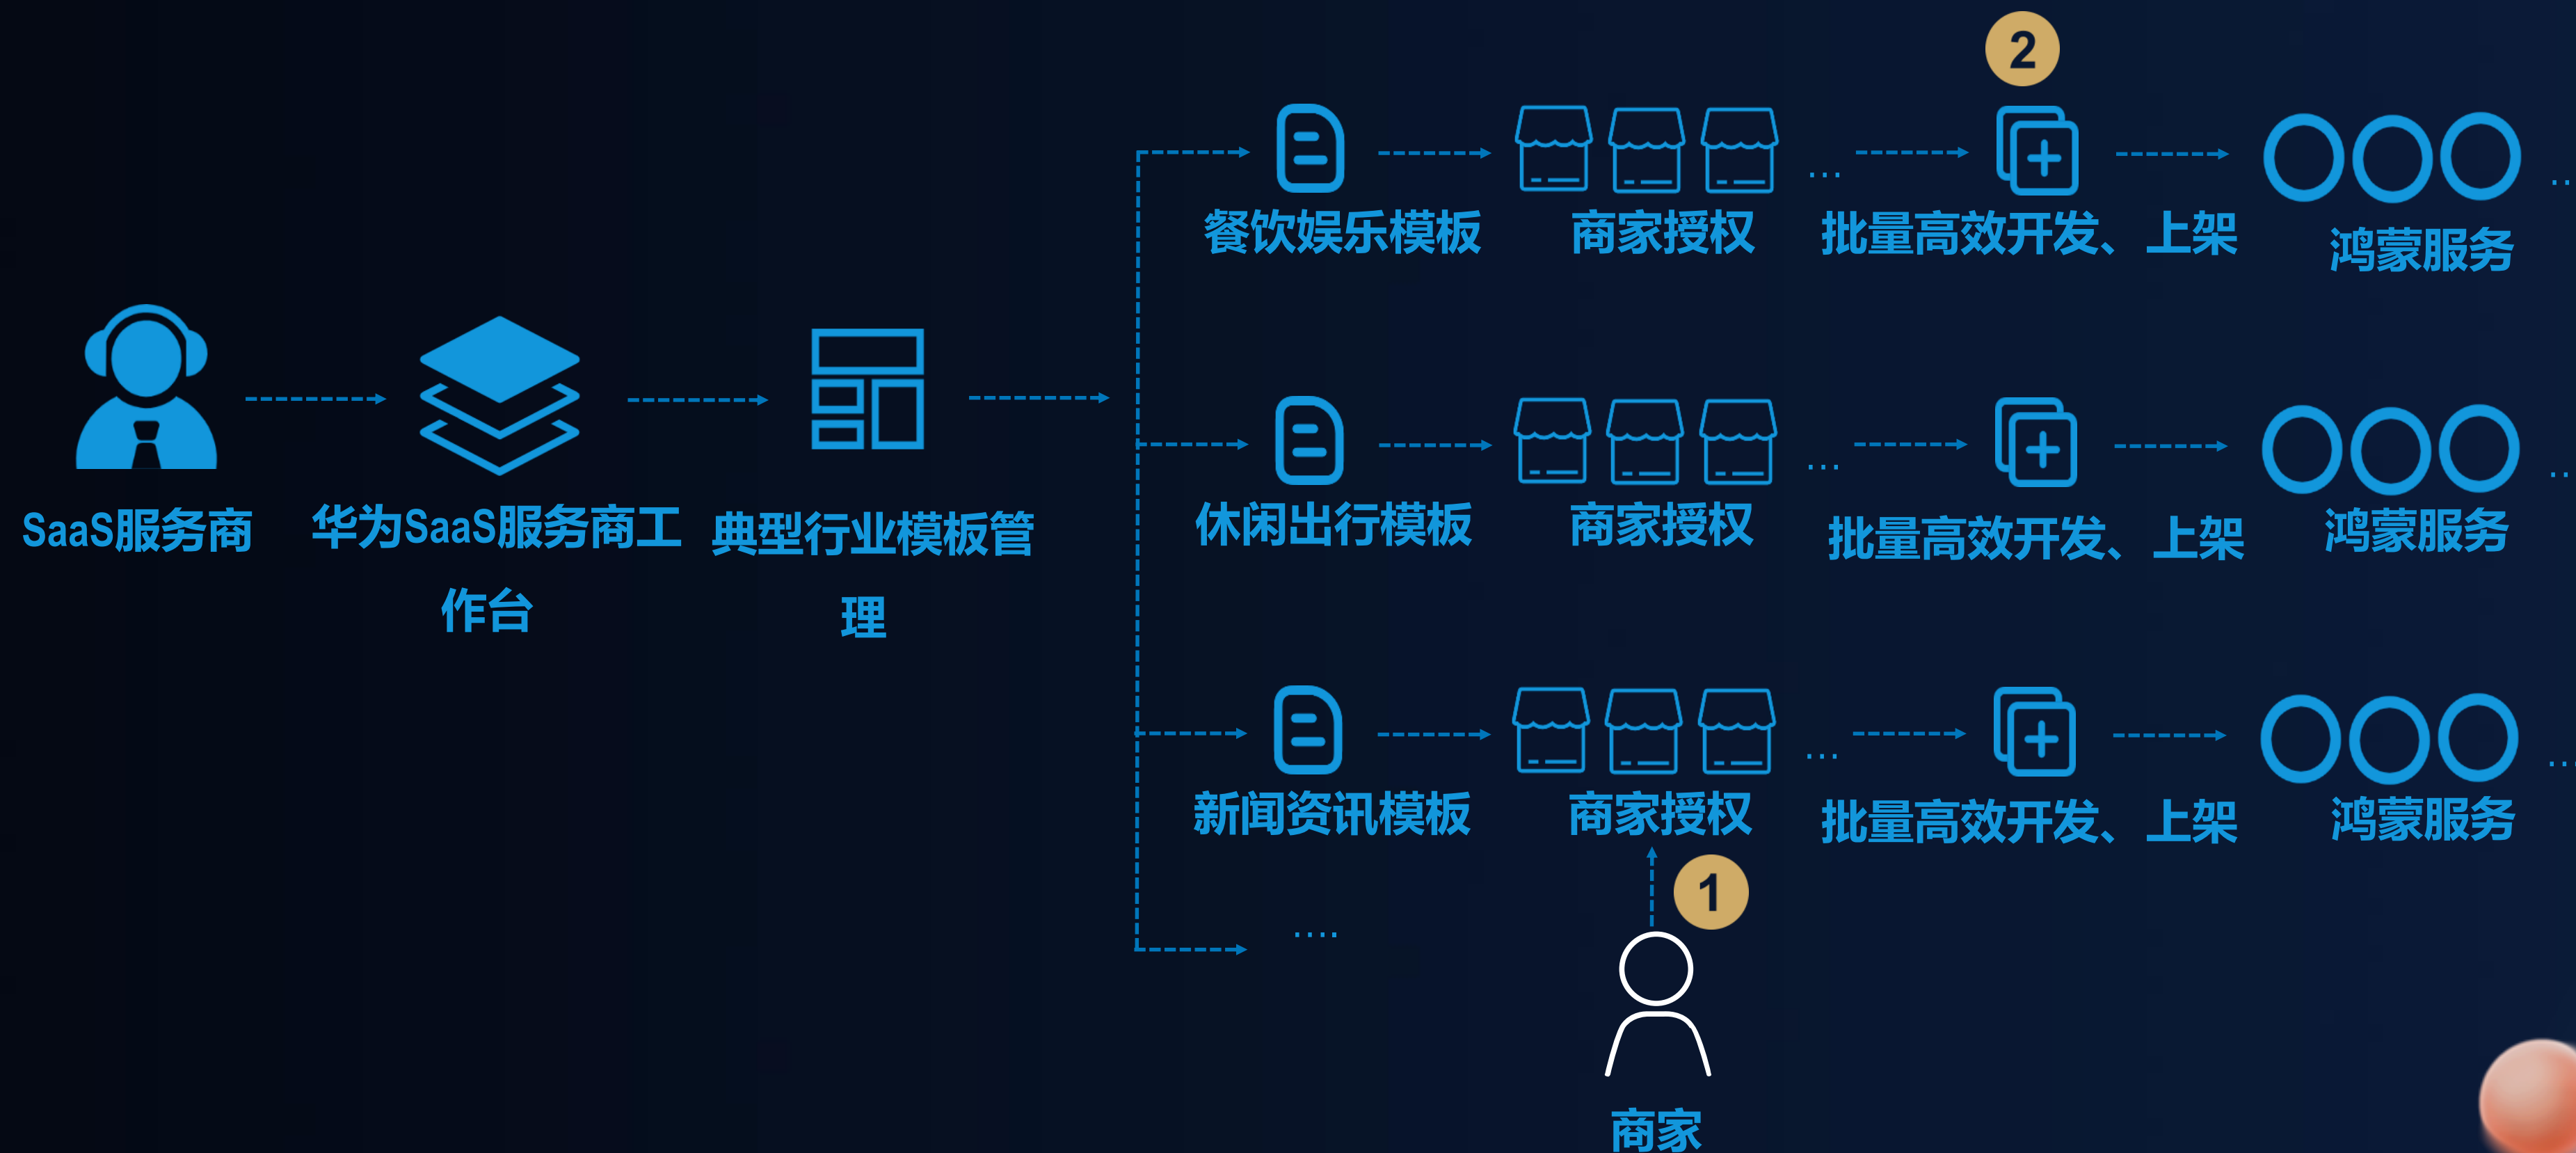 2
餐饮娱乐模板
商家授权
...
批量高效开发、上架
鸿蒙服务
SaaS服务商
华为SaaS服务商工
作台
典型行业模板管
理
休闲出行模板
商家授权
...
批量高效开发、上架
鸿蒙服务
新闻资讯模板
商家授权
...
批量高效开发、上架
鸿蒙服务
....
1
商家